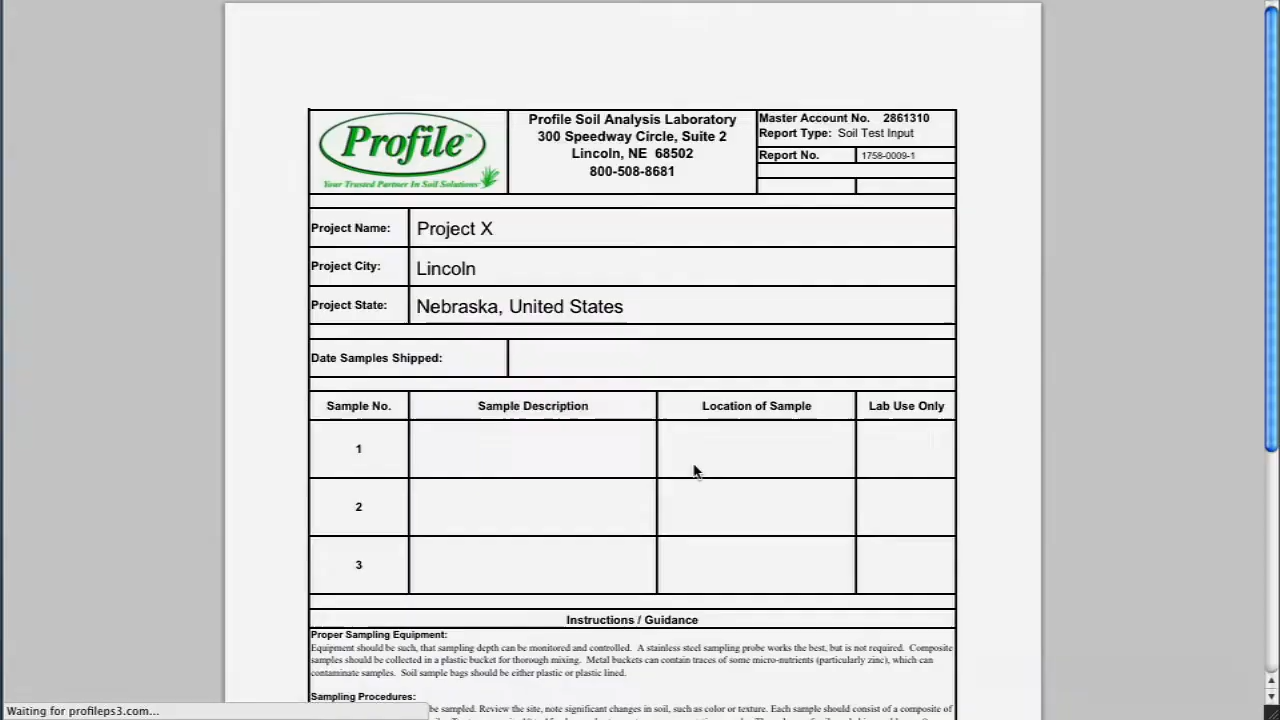 Profile™
Your Trusted Partner In Soil Solutions
Profile Soil Analysis Laboratory
300 Speedway Circle, Suite 2
Lincoln, NE 68502
800-508-8681
Master Account No. 2861310
Report Type: Soil Test Input
Report No. 1758-0009-1
Project Name: Project X
Project City: Lincoln
Project State: Nebraska, United States
Date Samples Shipped:
Sample No. Sample Description Location of Sample Lab Use Only
1
2
3
Instructions / Guidance
Proper Sampling Equipment:
Equipment should be such, that sampling depth can be monitored and controlled. A stainless steel sampling probe works the best, but is not required. Composite
samples should be collected in a plastic bucket for thorough mixing. Metal buckets can contain traces of some micro-nutrients (particularly zinc), which can
contaminate samples. Soil sample bags should be either plastic or plastic lined.
Sampling Procedures:
be sampled. Review the site, note significant changes in soil, such as color or texture. Each sample should consist of a composite of
Waiting for profileps3.com...